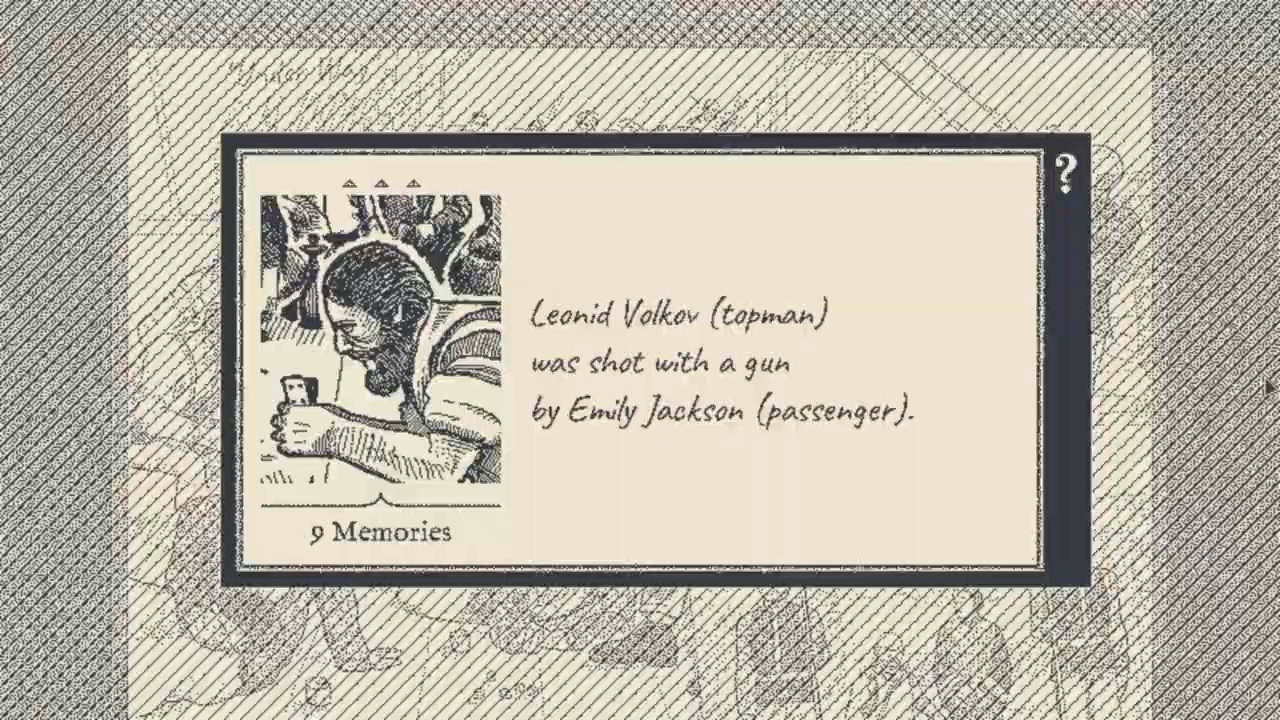 ?
Leonid Volkov (topman)
was shot with a gun
by Emily Jackson (passenger).
9 Memories